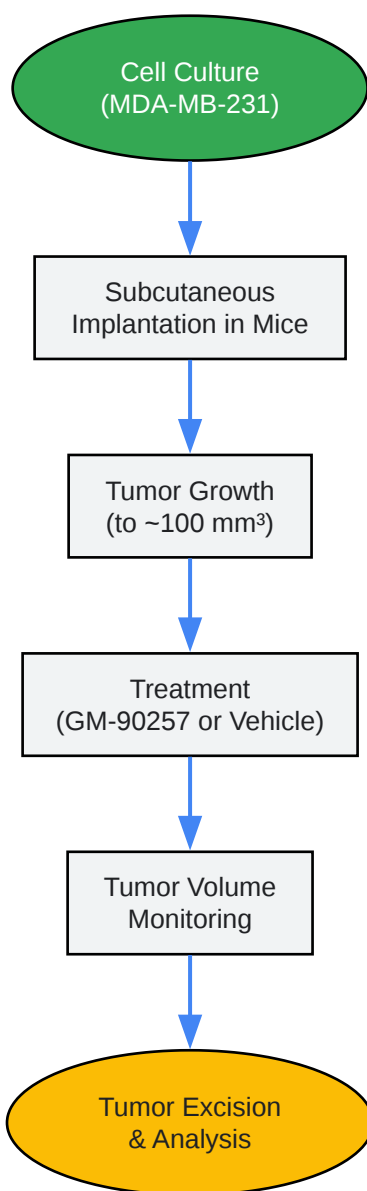 Cell Culture
(MDA-MB-231)
Subcutaneous
Implantation in Mice
Tumor Growth
(to ~100 mm³)
Treatment
(GM-90257 or Vehicle)
Tumor Volume
Monitoring
Tumor Excision
& Analysis